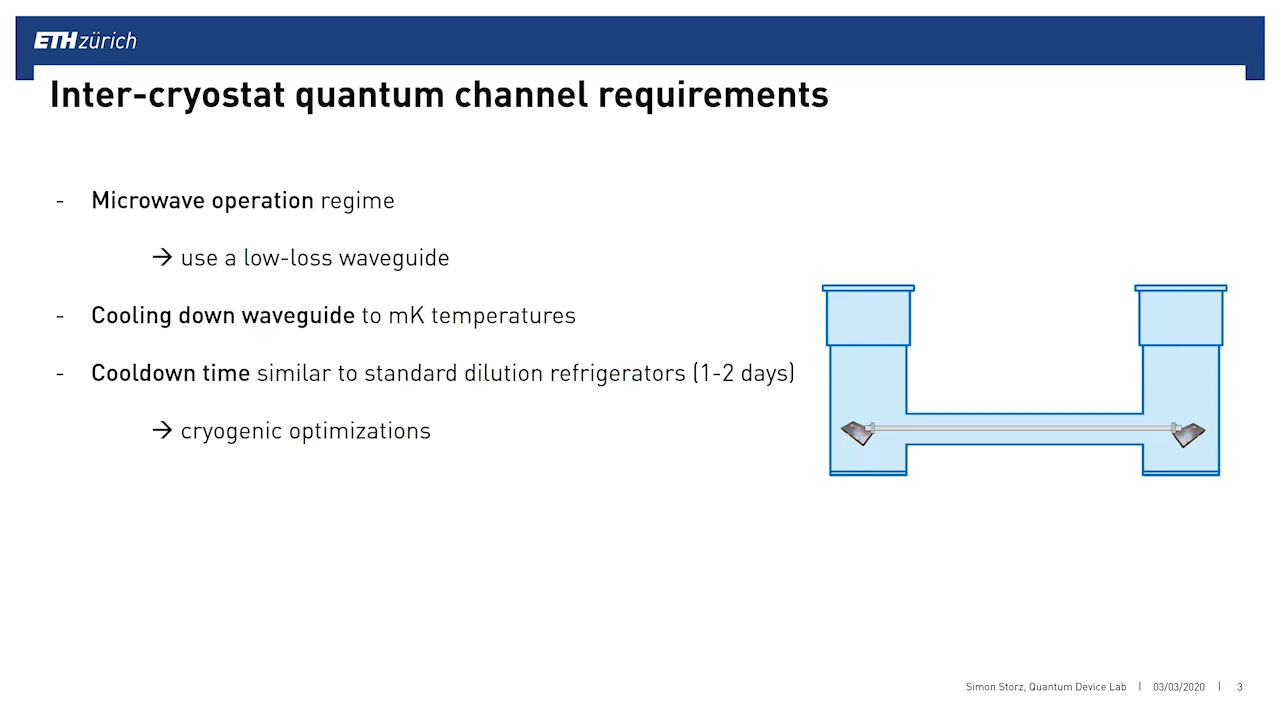 ETH zürich
Inter-cryostat quantum channel requirements
- Microwave operation regime
→ use a low-loss waveguide
- Cooling down waveguide to mK temperatures
- Cooldown time similar to standard dilution refrigerators (1-2 days)
→ cryogenic optimizations
Simon Storz, Quantum Device Lab | 03/03/2020 | 3